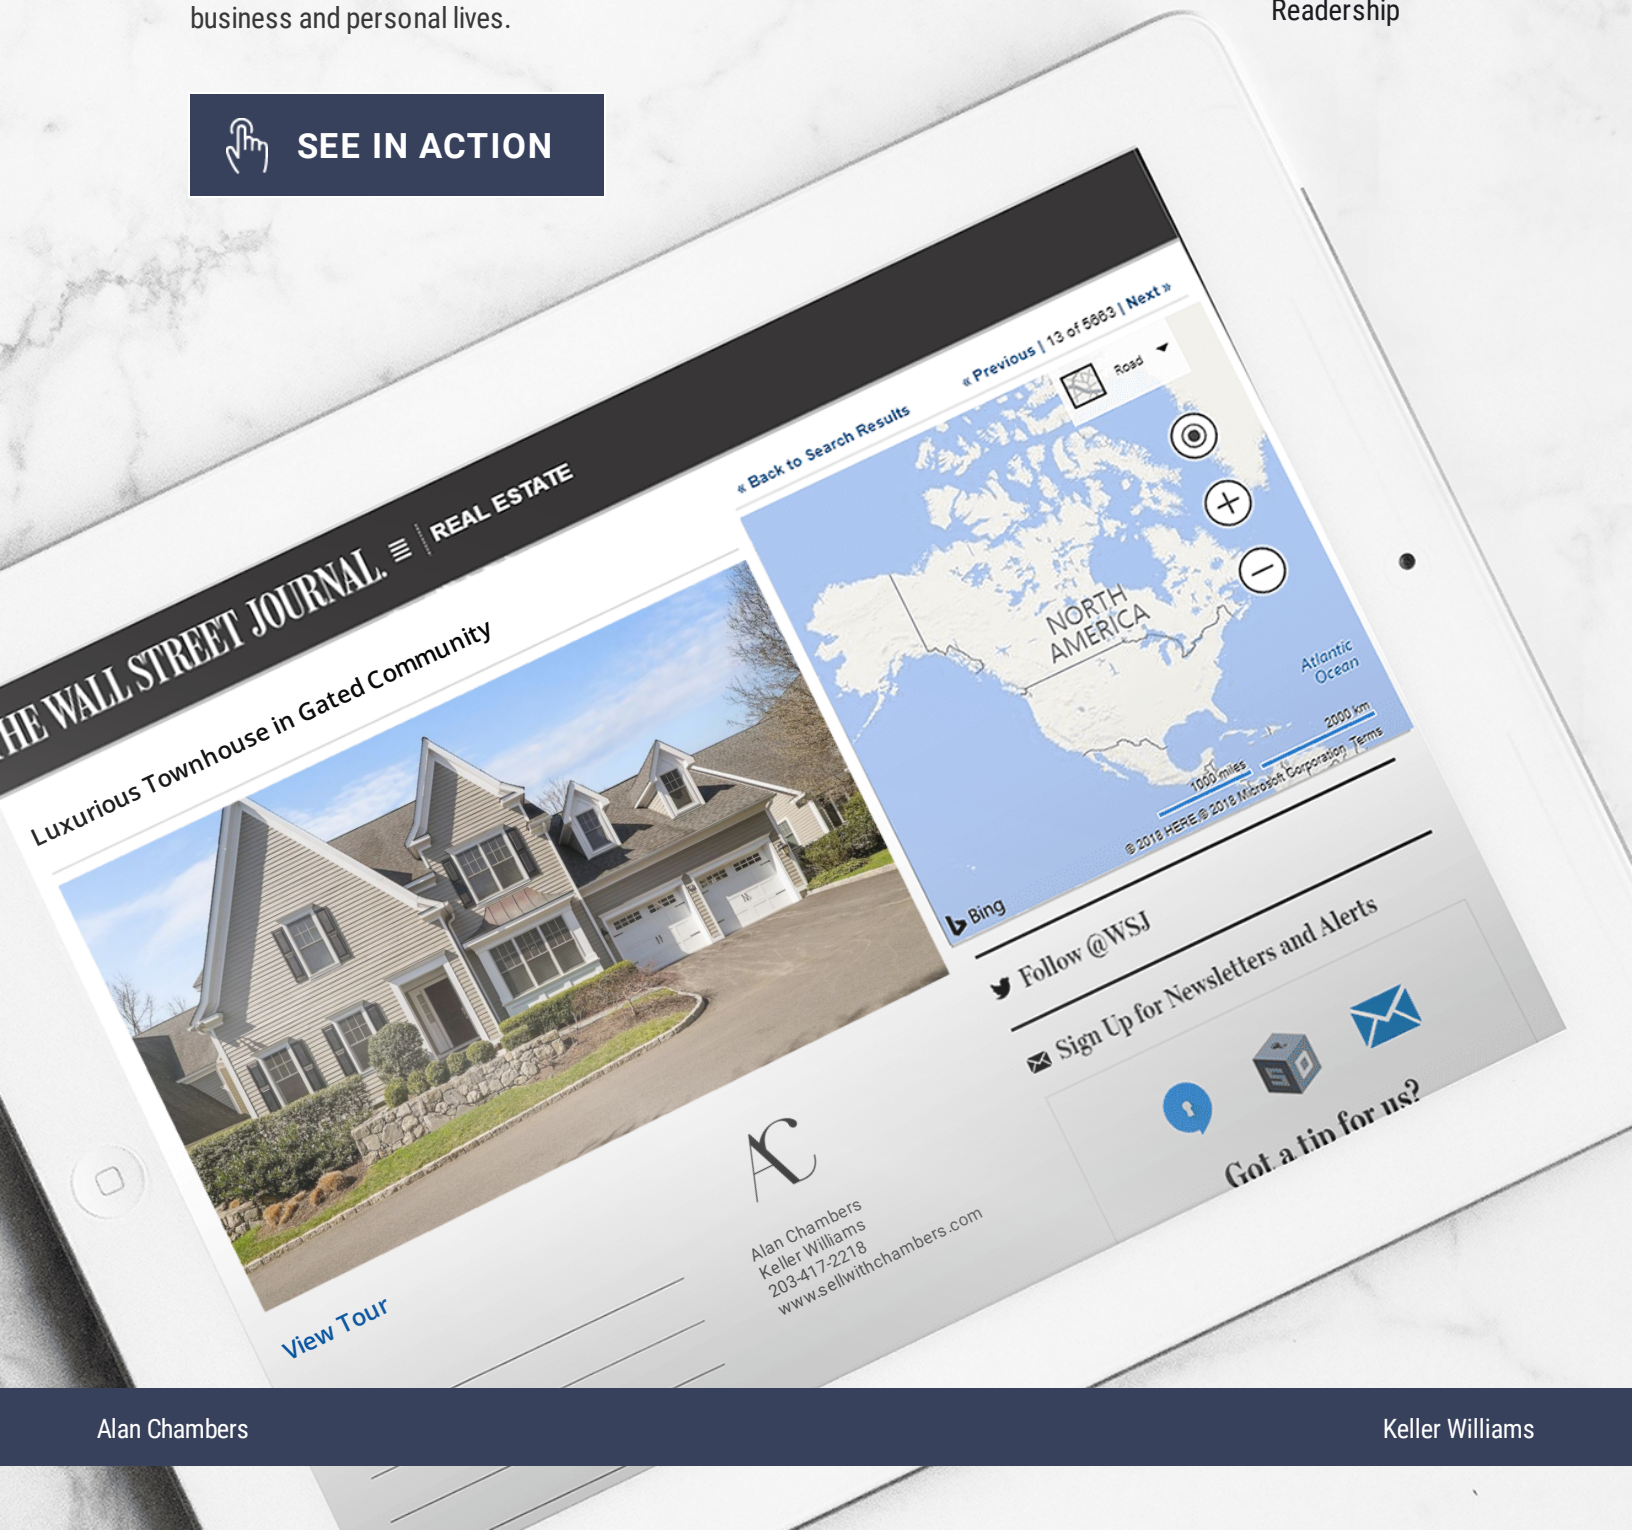 business and personal lives.
Readership
SEE IN ACTION
THE WALL STREET JOURNAL.
REAL ESTATE
« Previous | 13 of 5663 | Next »
« Back to Search Results
Road
Luxurious Townhouse in Gated Community
NORTH
AMERICA
Atlantic
Ocean
2000 km
1000 miles
© 2018 HERE, © 2018 Microsoft Corporation Terms
Bing
Follow @WSJ
Sign Up for Newsletters and Alerts
SO
Got a tip for us?
AC
Alan Chambers
Keller Williams
203-417-2218
www.sellwithchambers.com
View Tour
Alan Chambers
Keller Williams